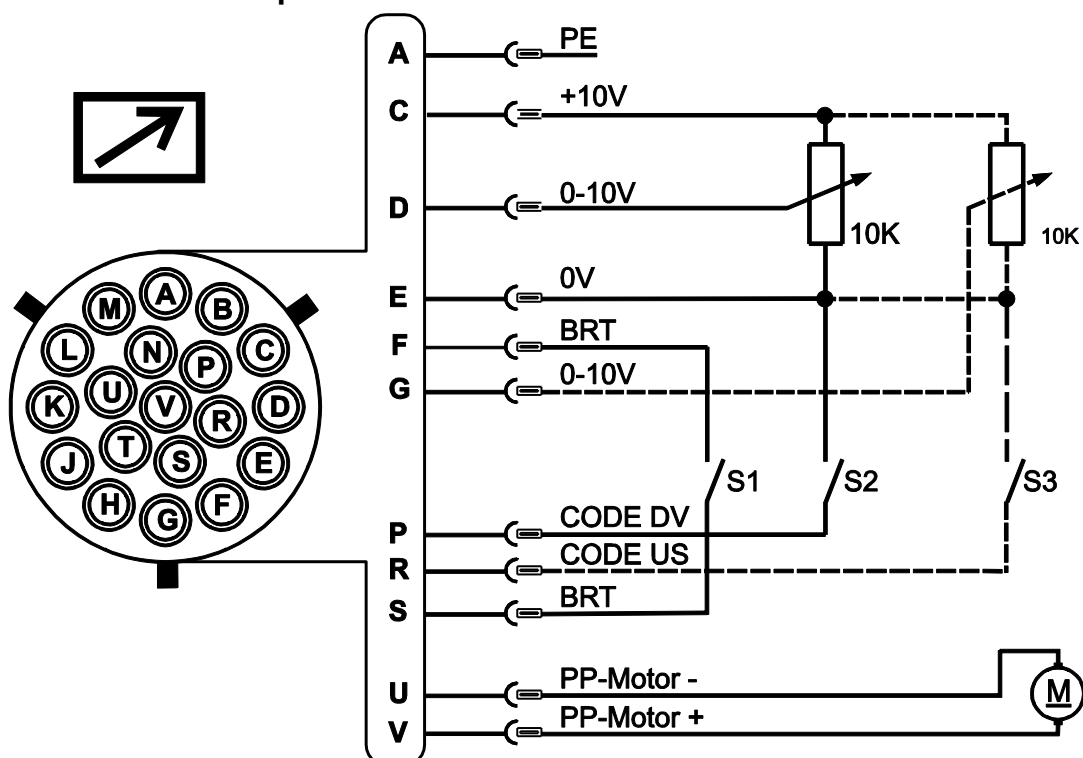 A PE
C +10V
D 0-10V
10K
10K
E 0V
F BRT
G 0-10V
S1
S2
S3
P CODE DV
R CODE US
S BRT
U PP-Motor -
V PP-Motor +
M
A
M B
L N P C
K U V R D
J T S E
H G F